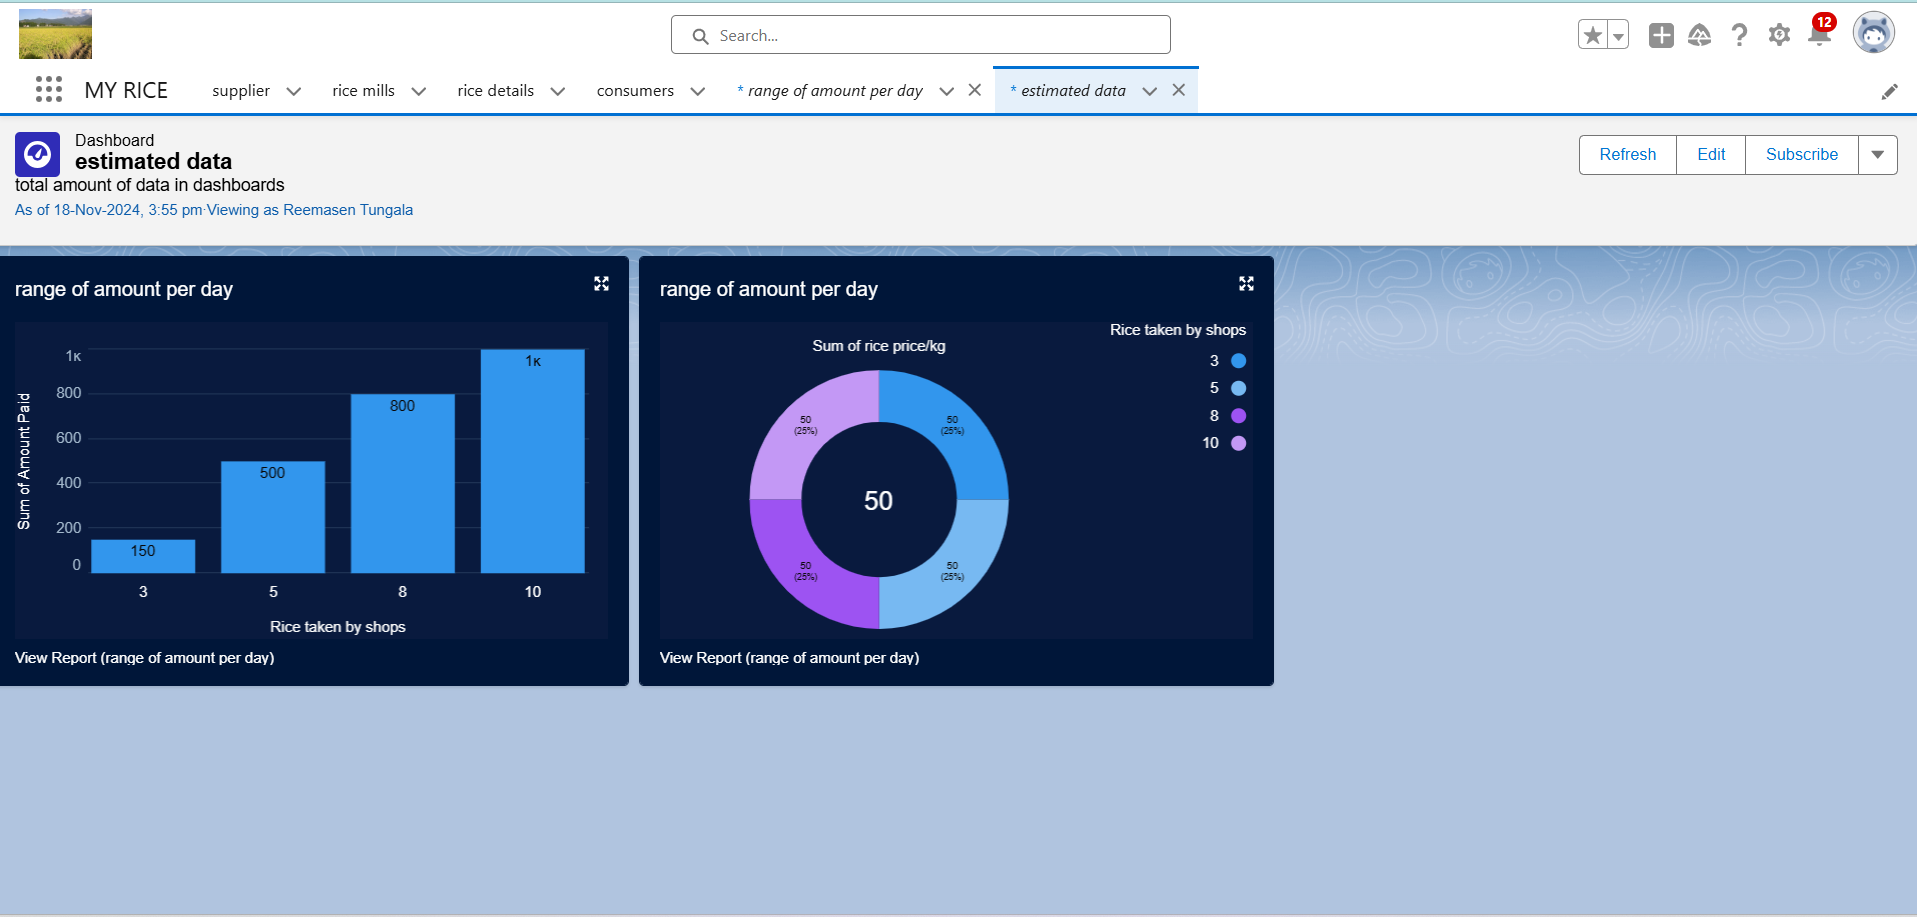 Search...
12
MY RICE
supplier
rice mills
rice details
consumers
* range of amount per day
* estimated data
Dashboard
estimated data
total amount of data in dashboards
As of 18-Nov-2024, 3:55 pm·Viewing as Reemasen Tungala
Refresh
Edit
Subscribe
range of amount per day
Sum of Amount Paid
1K
800
600
400
200
0
150
500
800
1K
3
5
8
10
Rice taken by shops
View Report (range of amount per day)
range of amount per day
Sum of rice price/kg
50
(25%)
50
(25%)
50
50
(25%)
50
(25%)
Rice taken by shops
3
5
8
10
View Report (range of amount per day)